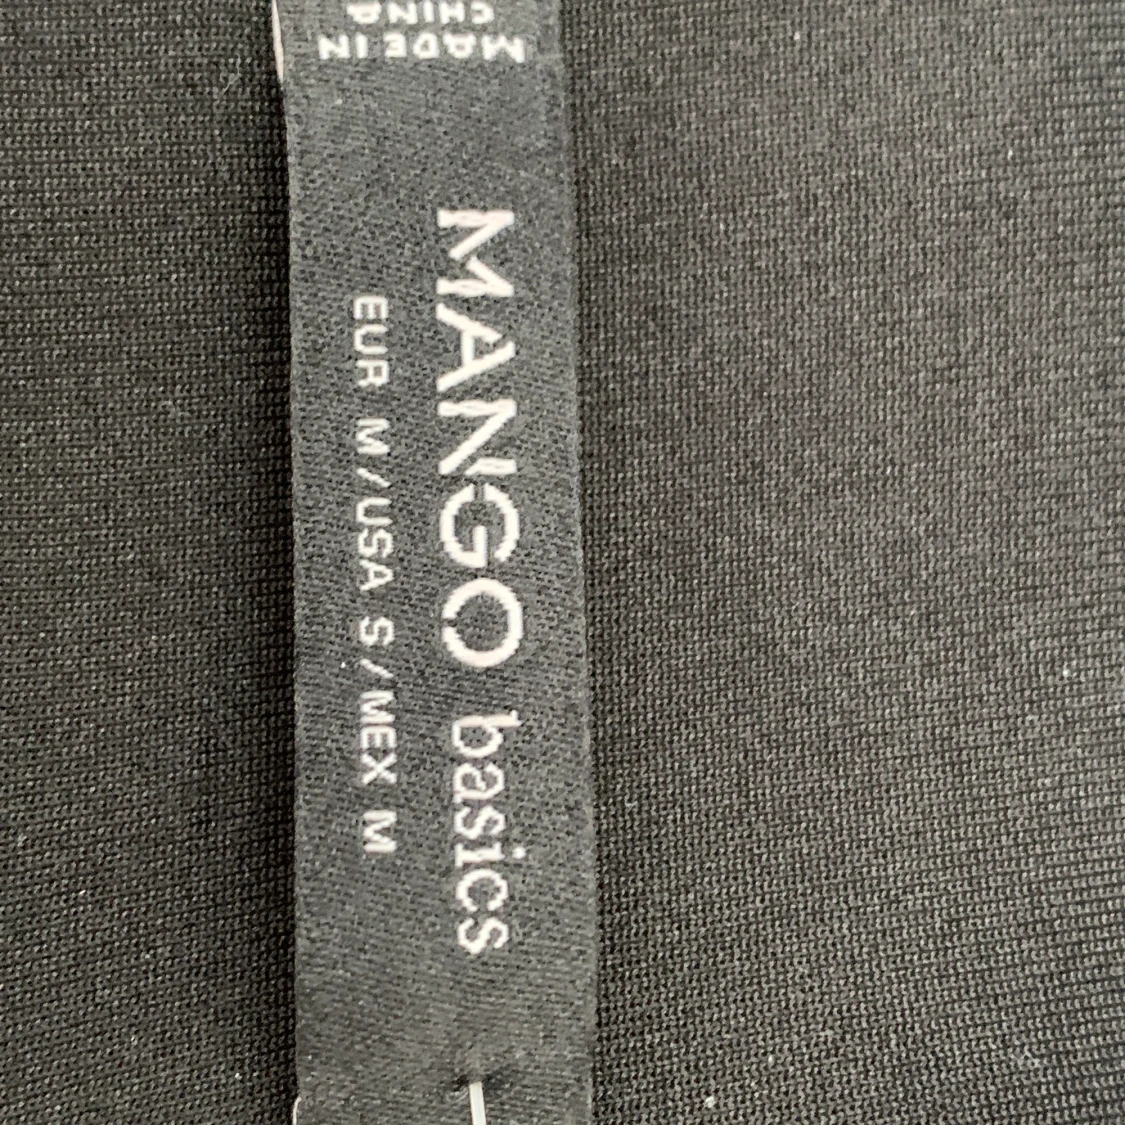 MADE IN
CHINA
MANGO basics
EUR M/USA S/MEX M